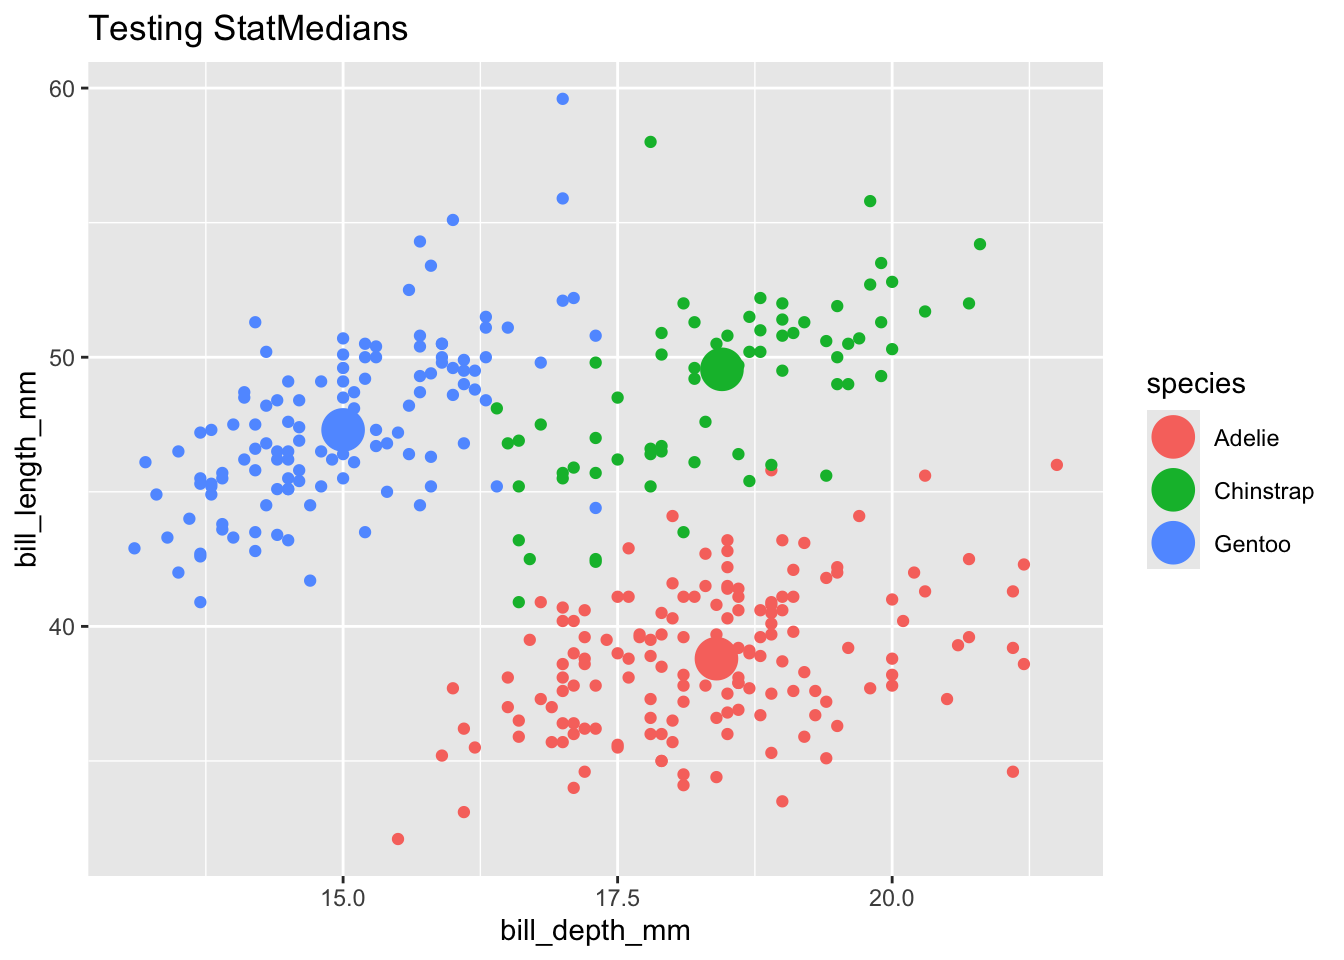 Testing StatMedians
60
50
40
bill_length_mm
15.0
17.5
20.0
bill_depth_mm
species
Adelie
Chinstrap
Gentoo